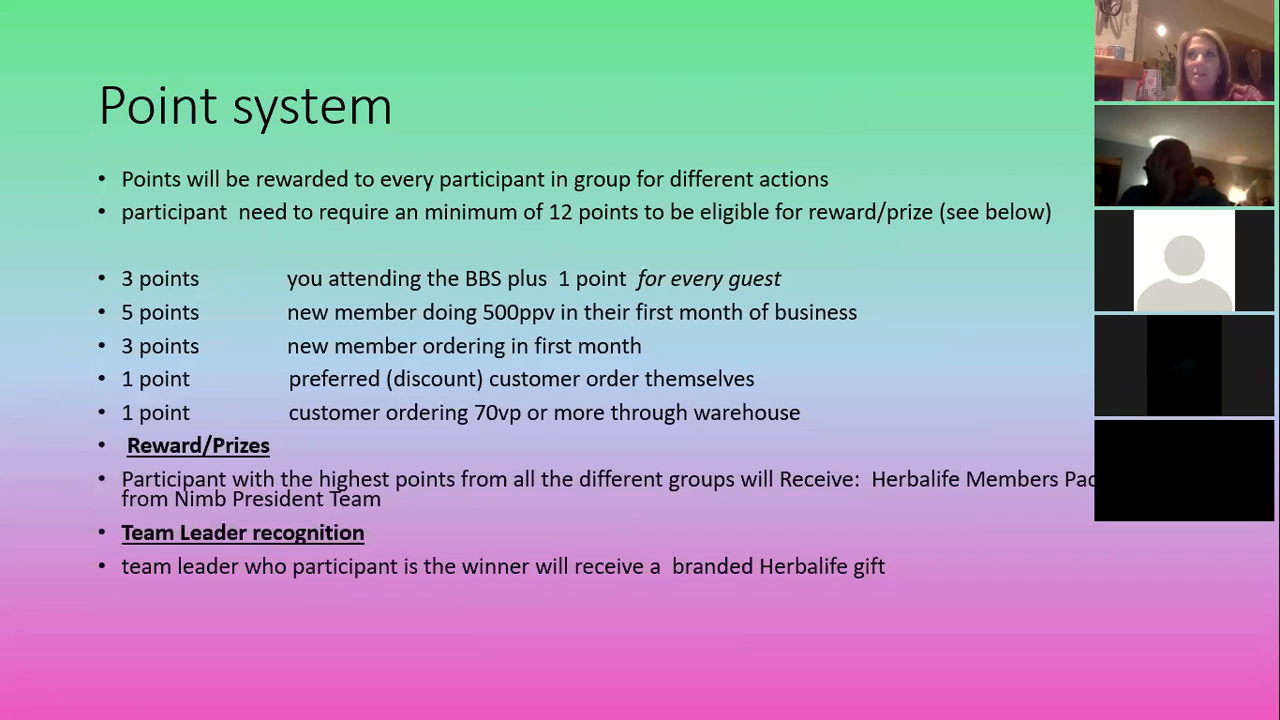 Point system
• Points will be rewarded to every participant in group for different actions
• participant need to require an minimum of 12 points to be eligible for reward/prize (see below)
• 3 points you attending the BBS plus 1 point for every guest
• 5 points new member doing 500ppv in their first month of business
• 3 points new member ordering in first month
• 1 point preferred (discount) customer order themselves
• 1 point customer ordering 70vp or more through warehouse
• Reward/Prizes
• Participant with the highest points from all the different groups will Receive: Herbalife Members
from Nimb President Team
• Team Leader recognition
• team leader who participant is the winner will receive a branded Herbalife gift